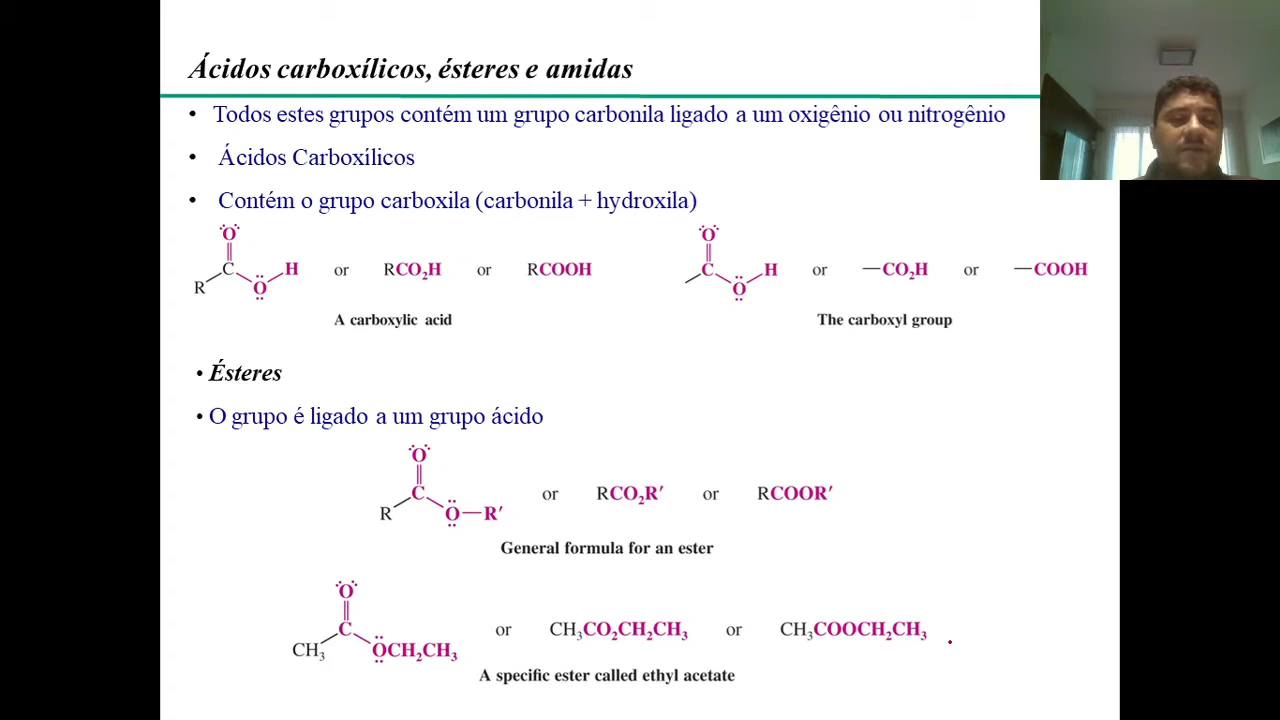 Ácidos carboxílicos, ésteres e amidas
• Todos estes grupos contém um grupo carbonila ligado a um oxigênio ou nitrogênio
• Ácidos Carboxílicos
• Contém o grupo carboxila (carbonila + hydroxila)
O
C
H
R
O
or RCO₂H or RCOOH
O
C
H
O
or —CO₂H or —COOH
A carboxylic acid
The carboxyl group
• Ésteres
• O grupo é ligado a um grupo ácido
O
C
R
O—R′
or RCO₂R′ or RCOOR′
General formula for an ester
O
C
CH₃
OCH₂CH₃
or CH₃CO₂CH₂CH₃ or CH₃COOCH₂CH₃
A specific ester called ethyl acetate